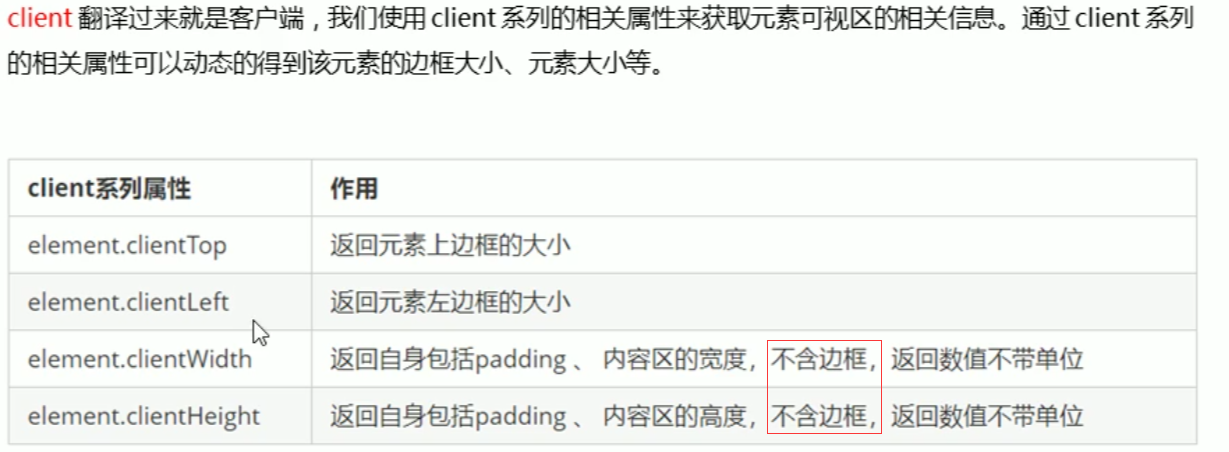 client 翻译过来就是客户端，我们使用 client 系列的相关属性来获取元素可视区的相关信息。通过 client 系列
的相关属性可以动态的得到该元素的边框大小、元素大小等。
client系列属性 作用
element.clientTop 返回元素上边框的大小
element.clientLeft 返回元素左边框的大小
element.clientWidth 返回自身包括padding 、 内容区的宽度，不含边框，返回数值不带单位
element.clientHeight 返回自身包括padding 、 内容区的高度，不含边框，返回数值不带单位